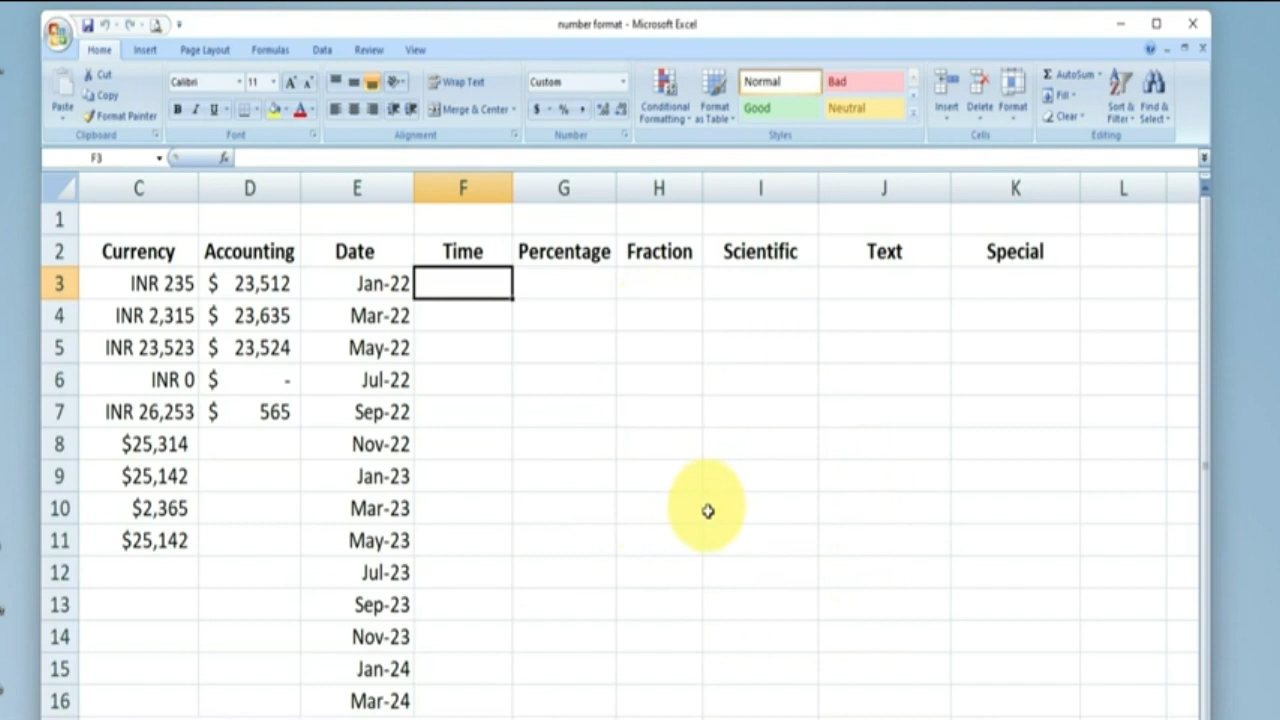 number format - Microsoft Excel
Home Insert Page Layout Formulas Data Review View
Paste
Cut
Copy
Format Painter
Clipboard
Calibri 11
B I U
Font
Wrap Text
Merge & Center
Alignment
Custom
$ % ,
Number
Conditional Formatting
Format as Table
Normal Bad
Good Neutral
Styles
Insert Delete Format
Cells
Σ AutoSum
Fill
Clear
Sort & Filter
Find & Select
Editing
F3 fx
C D E F G H I J K L
1
2 Currency Accounting Date Time Percentage Fraction Scientific Text Special
3 INR 235 $ 23,512 Jan-22
4 INR 2,315 $ 23,635 Mar-22
5 INR 23,523 $ 23,524 May-22
6 INR 0 $ - Jul-22
7 INR 26,253 $ 565 Sep-22
8 $25,314 Nov-22
9 $25,142 Jan-23
10 $2,365 Mar-23
11 $25,142 May-23
12 Jul-23
13 Sep-23
14 Nov-23
15 Jan-24
16 Mar-24